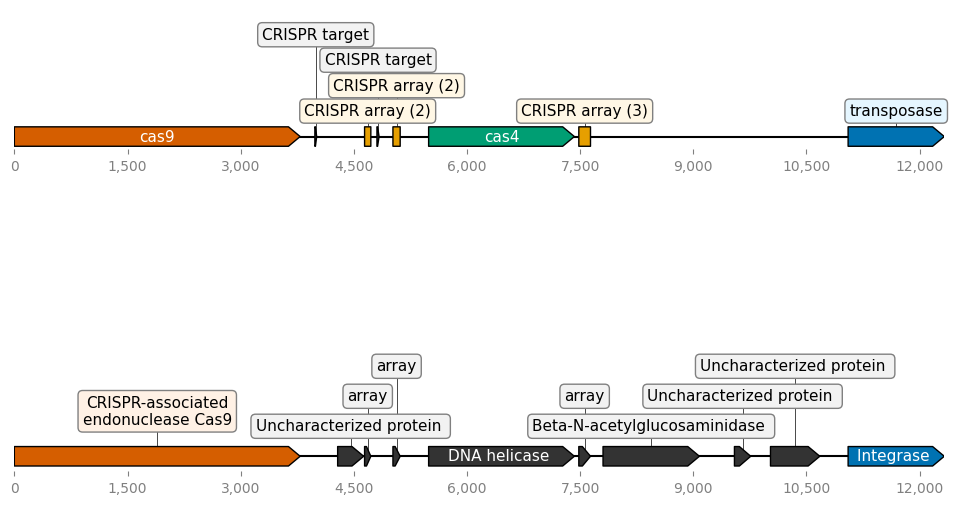 CRISPR target
CRISPR target
CRISPR array (2)
CRISPR array (2)
CRISPR array (3)
transposase
cas9
cas4
0
1,500
3,000
4,500
6,000
7,500
9,000
10,500
12,000
array
Uncharacterized protein
CRISPR-associated
endonuclease Cas9
array
array
Uncharacterized protein
Uncharacterized protein
Beta-N-acetylglucosaminidase
DNA helicase
Integrase
0
1,500
3,000
4,500
6,000
7,500
9,000
10,500
12,000